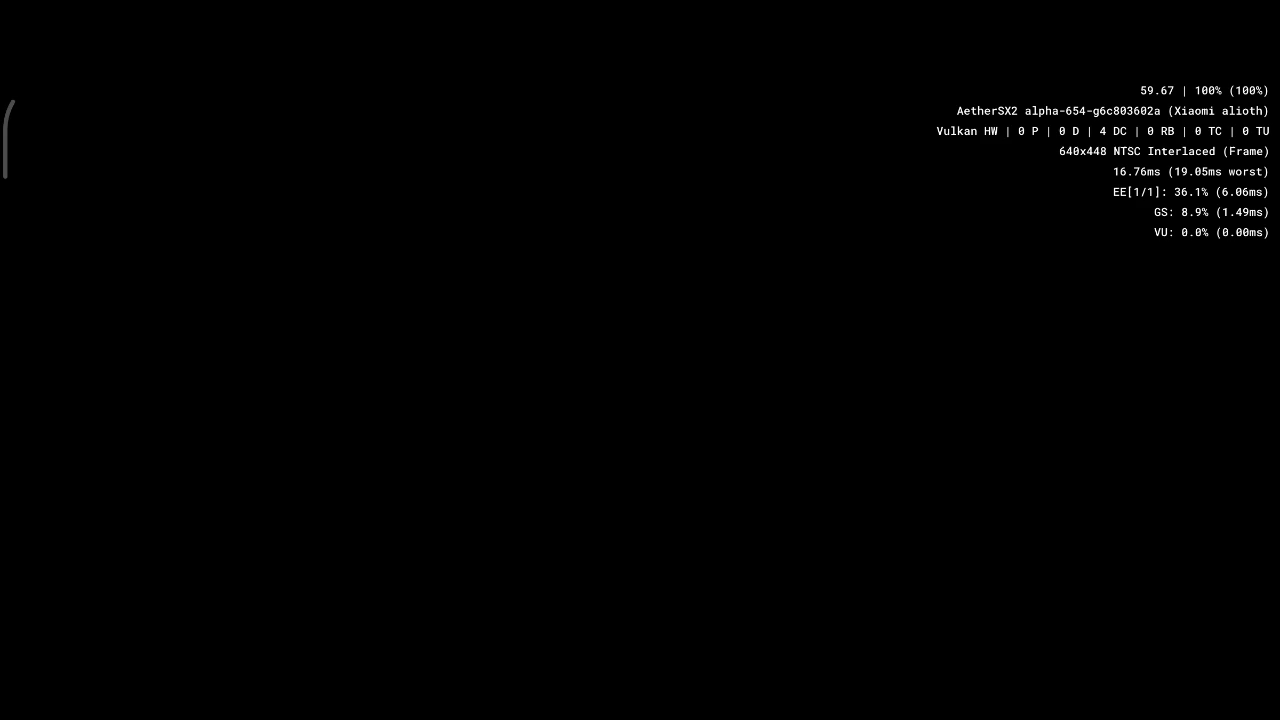 59.67 | 100% (100%)
AetherSX2 alpha-654-g6c803602a (Xiaomi alioth)
Vulkan HW | 0 P | 0 D | 4 DC | 0 RB | 0 TC | 0 TU
640x448 NTSC Interlaced (Frame)
16.76ms (19.05ms worst)
EE[1/1]: 36.1% (6.06ms)
GS: 8.9% (1.49ms)
VU: 0.0% (0.00ms)